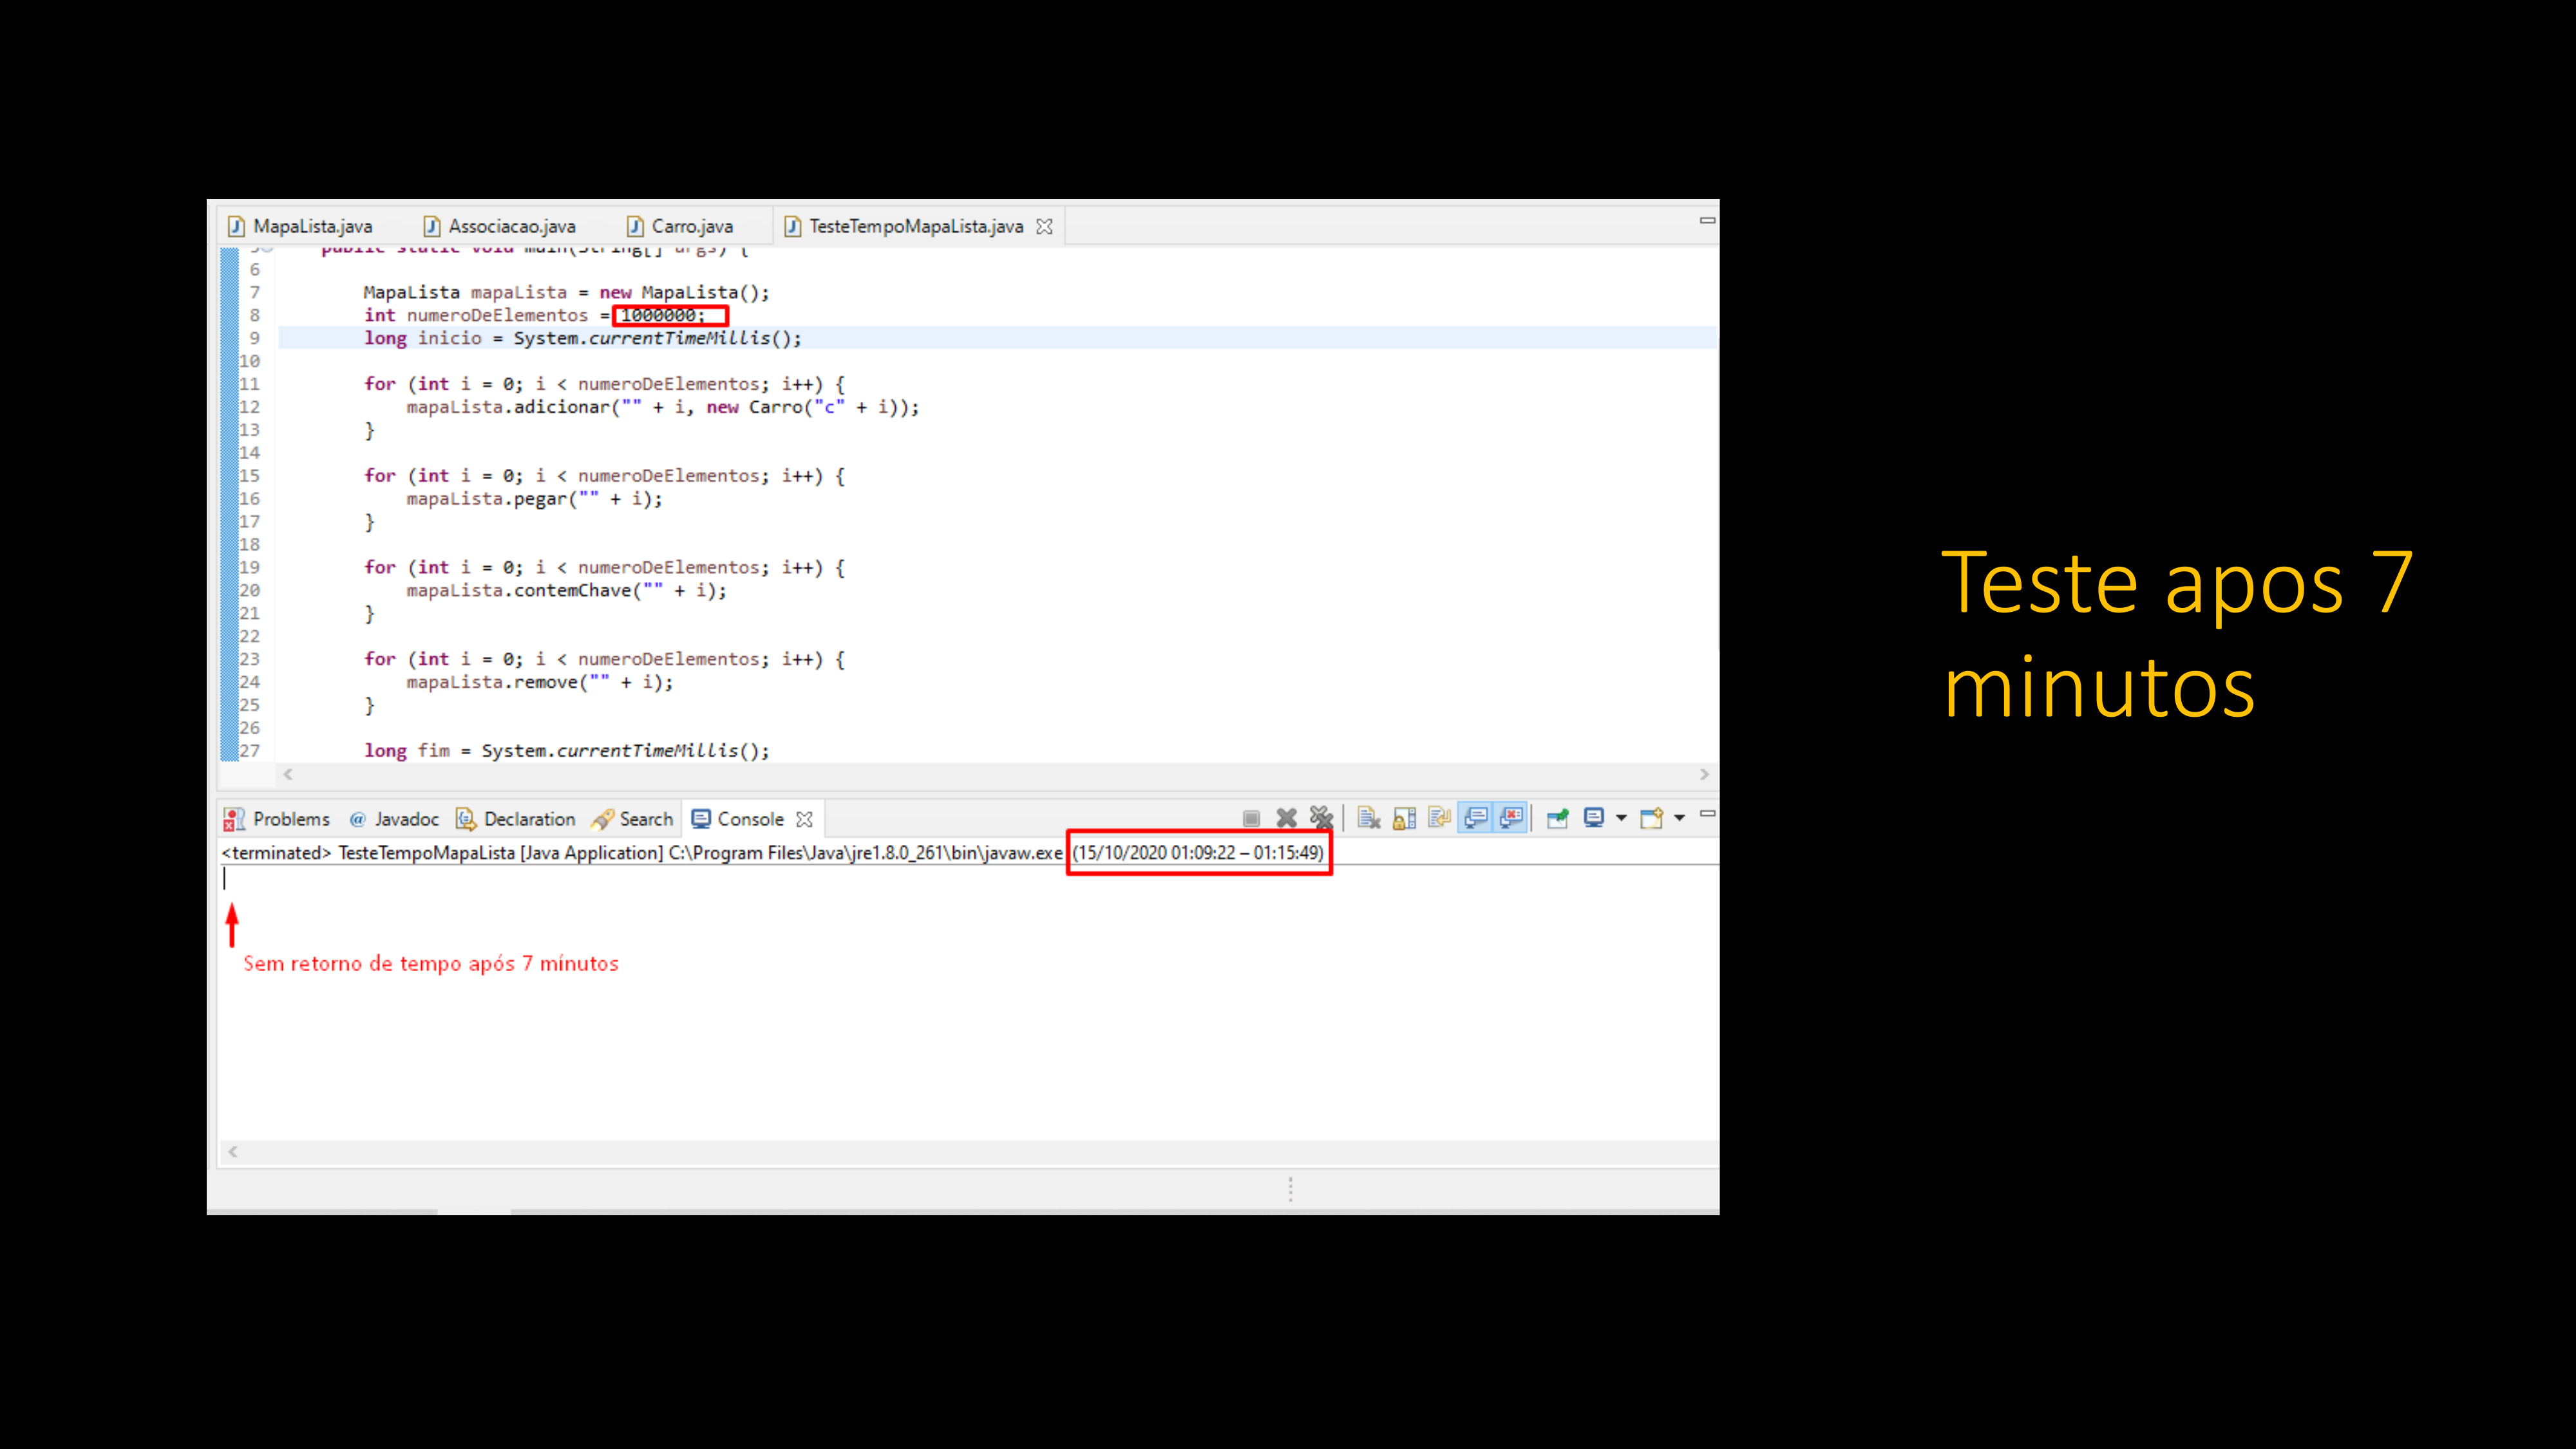 MapaLista.java Associacao.java Carro.java TesteTempoMapaLista.java
5 public static void main(String[] args) {
6
7 MapaLista mapaLista = new MapaLista();
8 int numeroDeElementos = 1000000;
9 long inicio = System.currentTimeMillis();
10
11 for (int i = 0; i < numeroDeElementos; i++) {
12 mapaLista.adicionar("" + i, new Carro("c" + i));
13 }
14
15 for (int i = 0; i < numeroDeElementos; i++) {
16 mapaLista.pegar("" + i);
17 }
18
19 for (int i = 0; i < numeroDeElementos; i++) {
20 mapaLista.contemChave("" + i);
21 }
22
23 for (int i = 0; i < numeroDeElementos; i++) {
24 mapaLista.remove("" + i);
25 }
26
27 long fim = System.currentTimeMillis();
Problems @ Javadoc Declaration Search Console
<terminated> TesteTempoMapaLista [Java Application] C:\Program Files\Java\jre1.8.0_261\bin\javaw.exe (15/10/2020 01:09:22 – 01:15:49)
Sem retorno de tempo após 7 mínutos
Teste apos 7
minutos